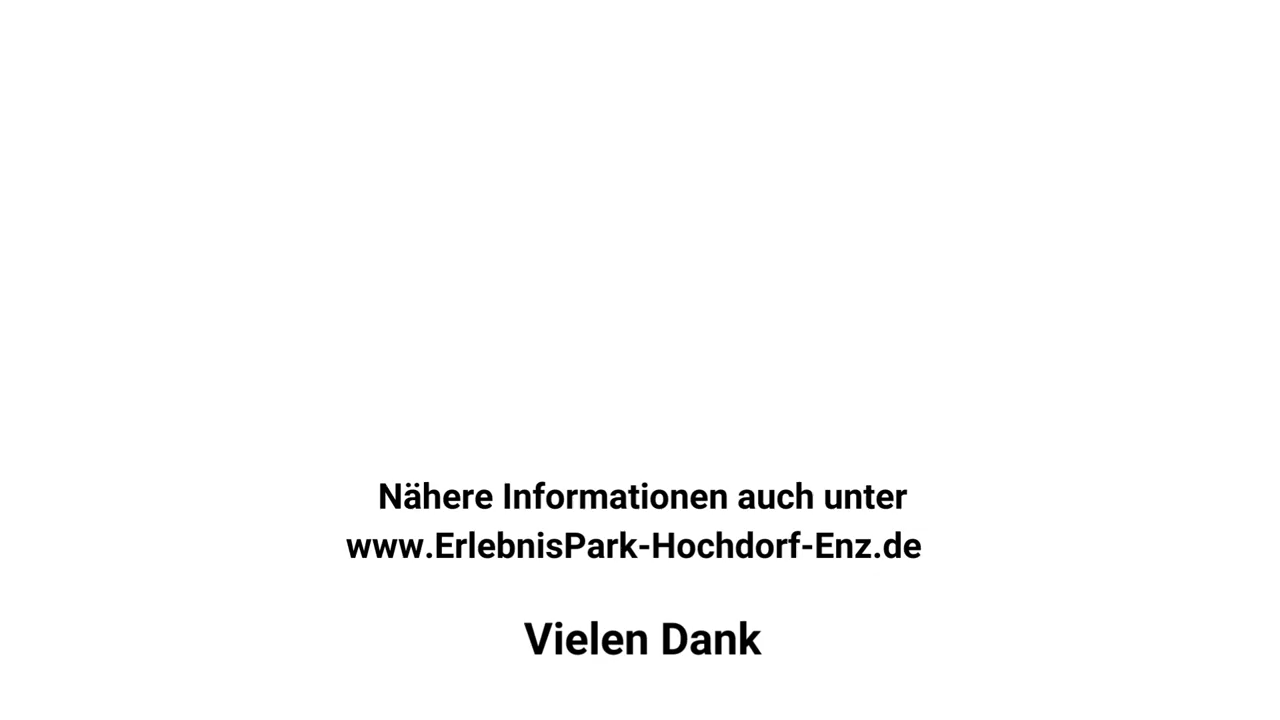 Nähere Informationen auch unter
www.ErlebnisPark-Hochdorf-Enz.de
Vielen Dank